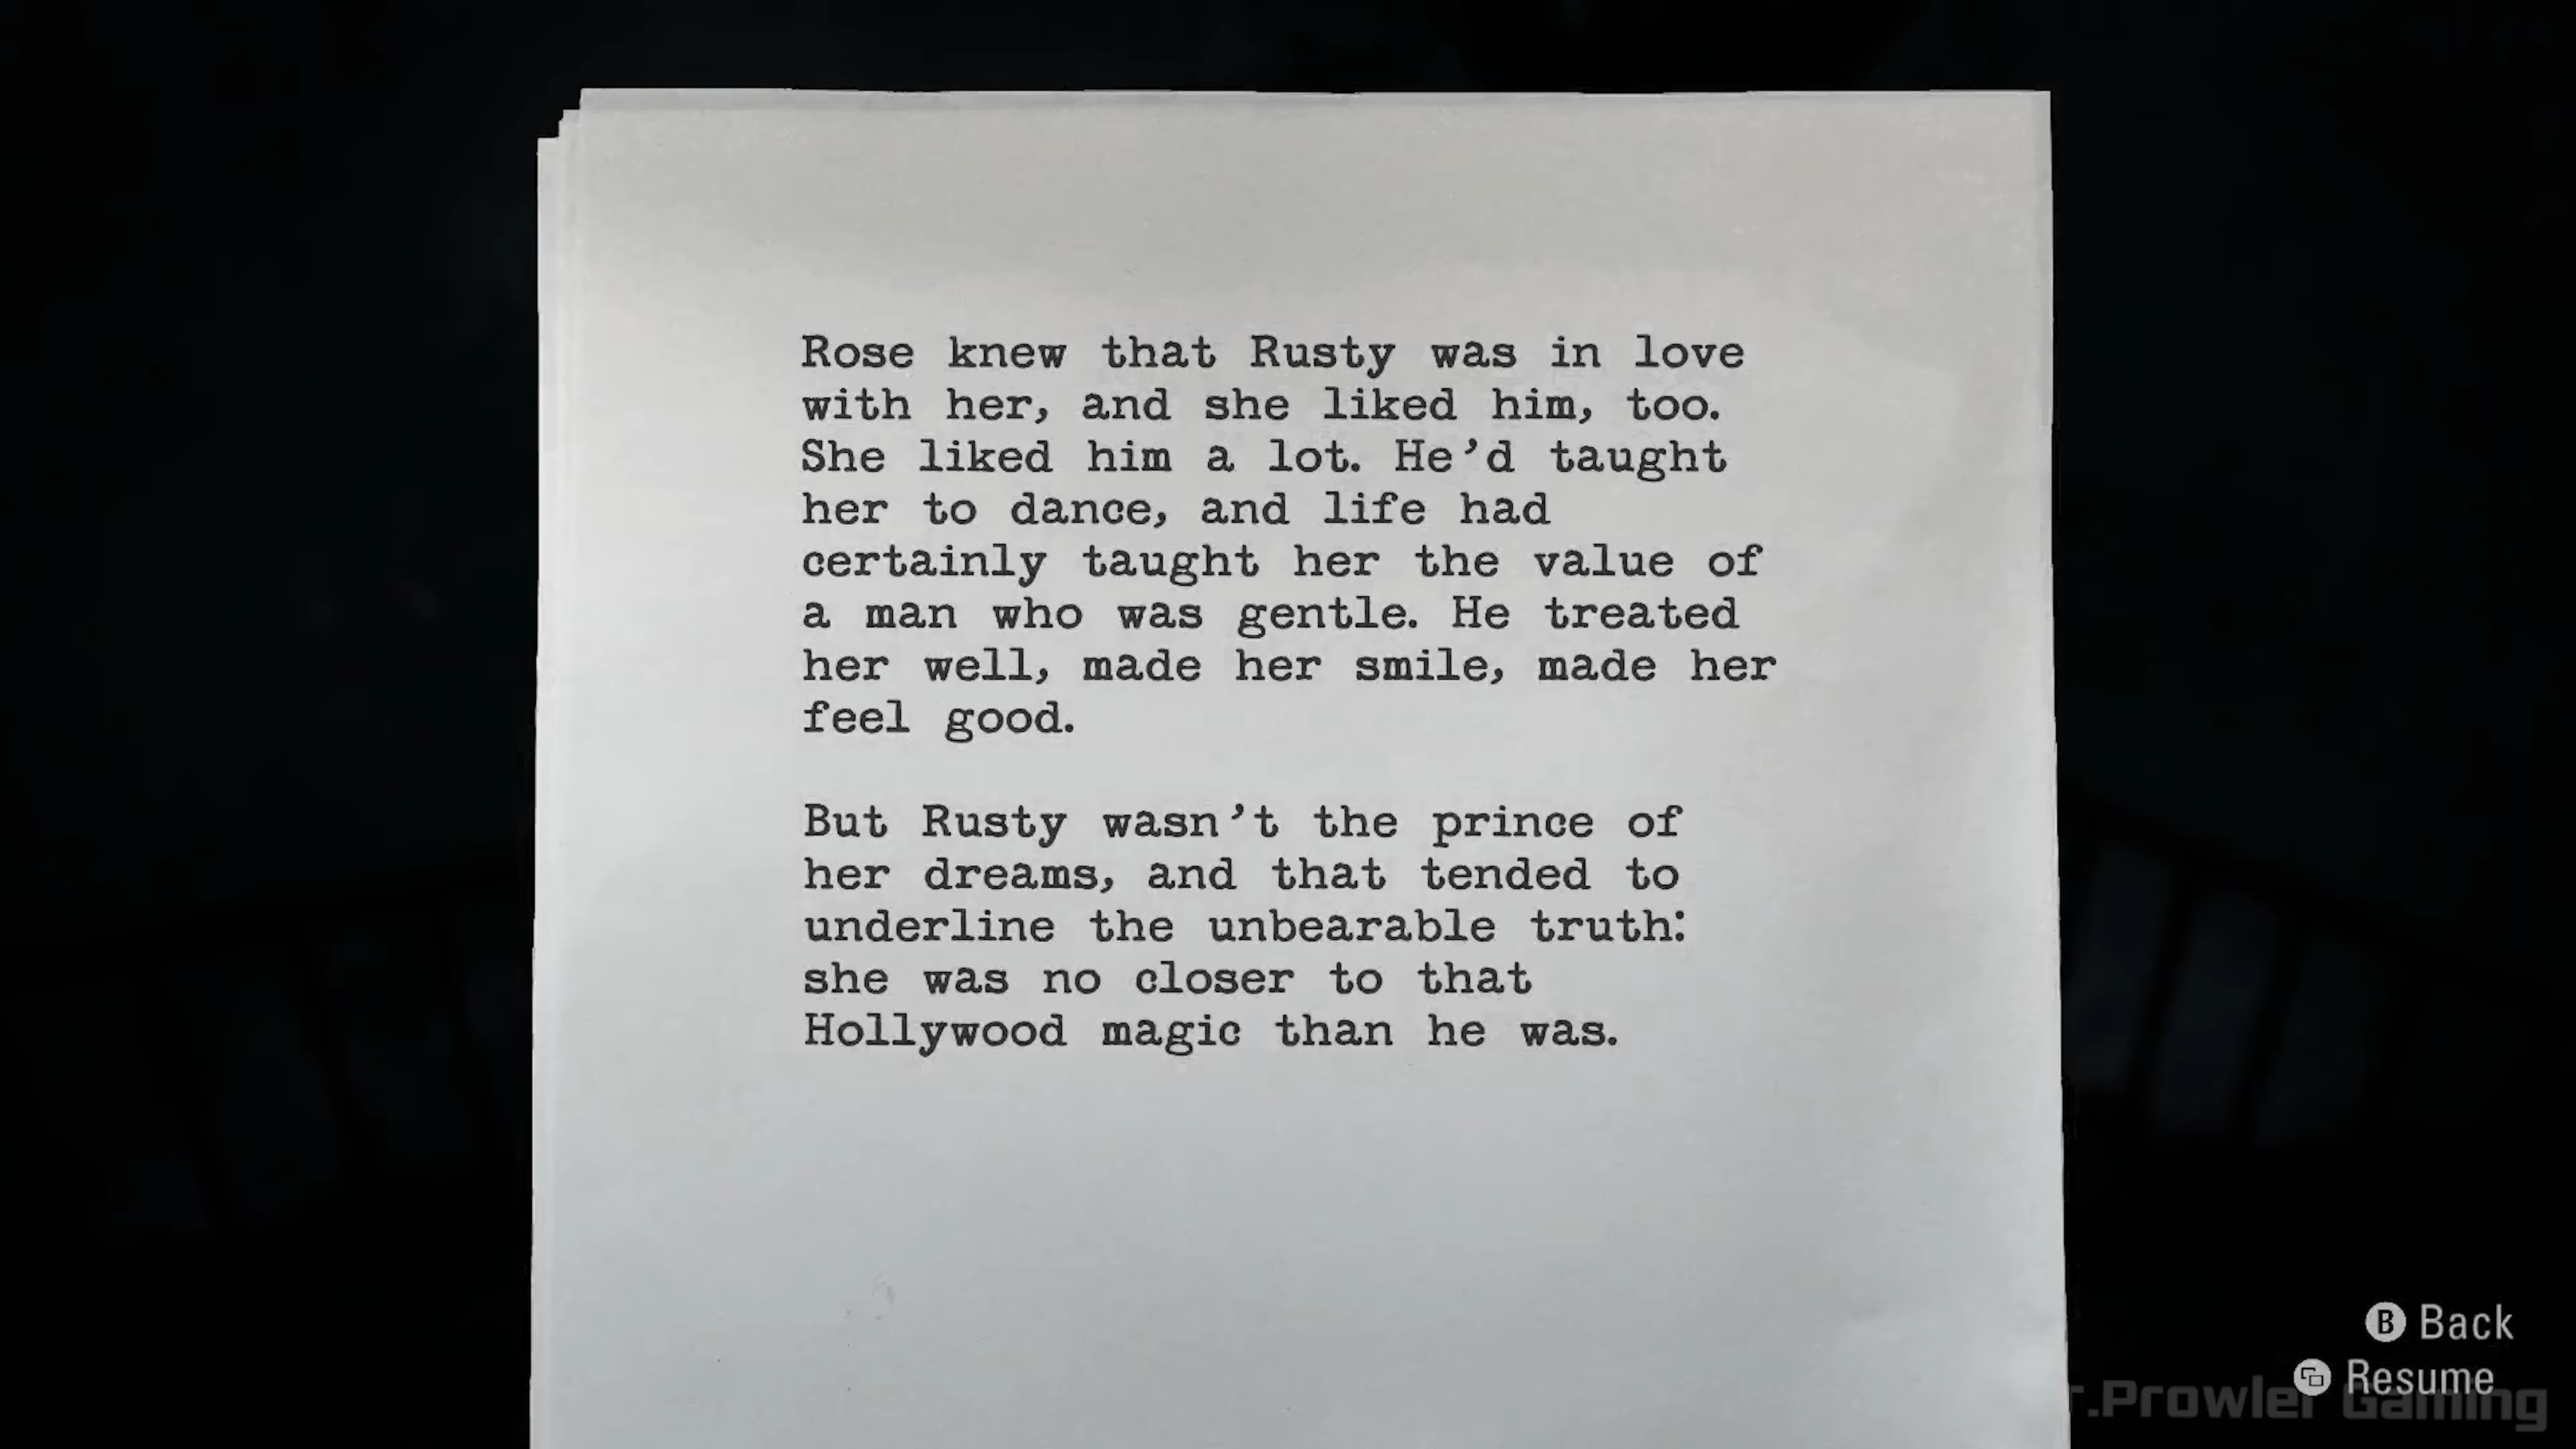 Rose knew that Rusty was in love
with her, and she liked him, too.
She liked him a lot. He’d taught
her to dance, and life had
certainly taught her the value of
a man who was gentle. He treated
her well, made her smile, made her
feel good.
But Rusty wasn’t the prince of
her dreams, and that tended to
underline the unbearable truth:
she was no closer to that
Hollywood magic than he was.
B Back
Resume
r.Prowler Gaming